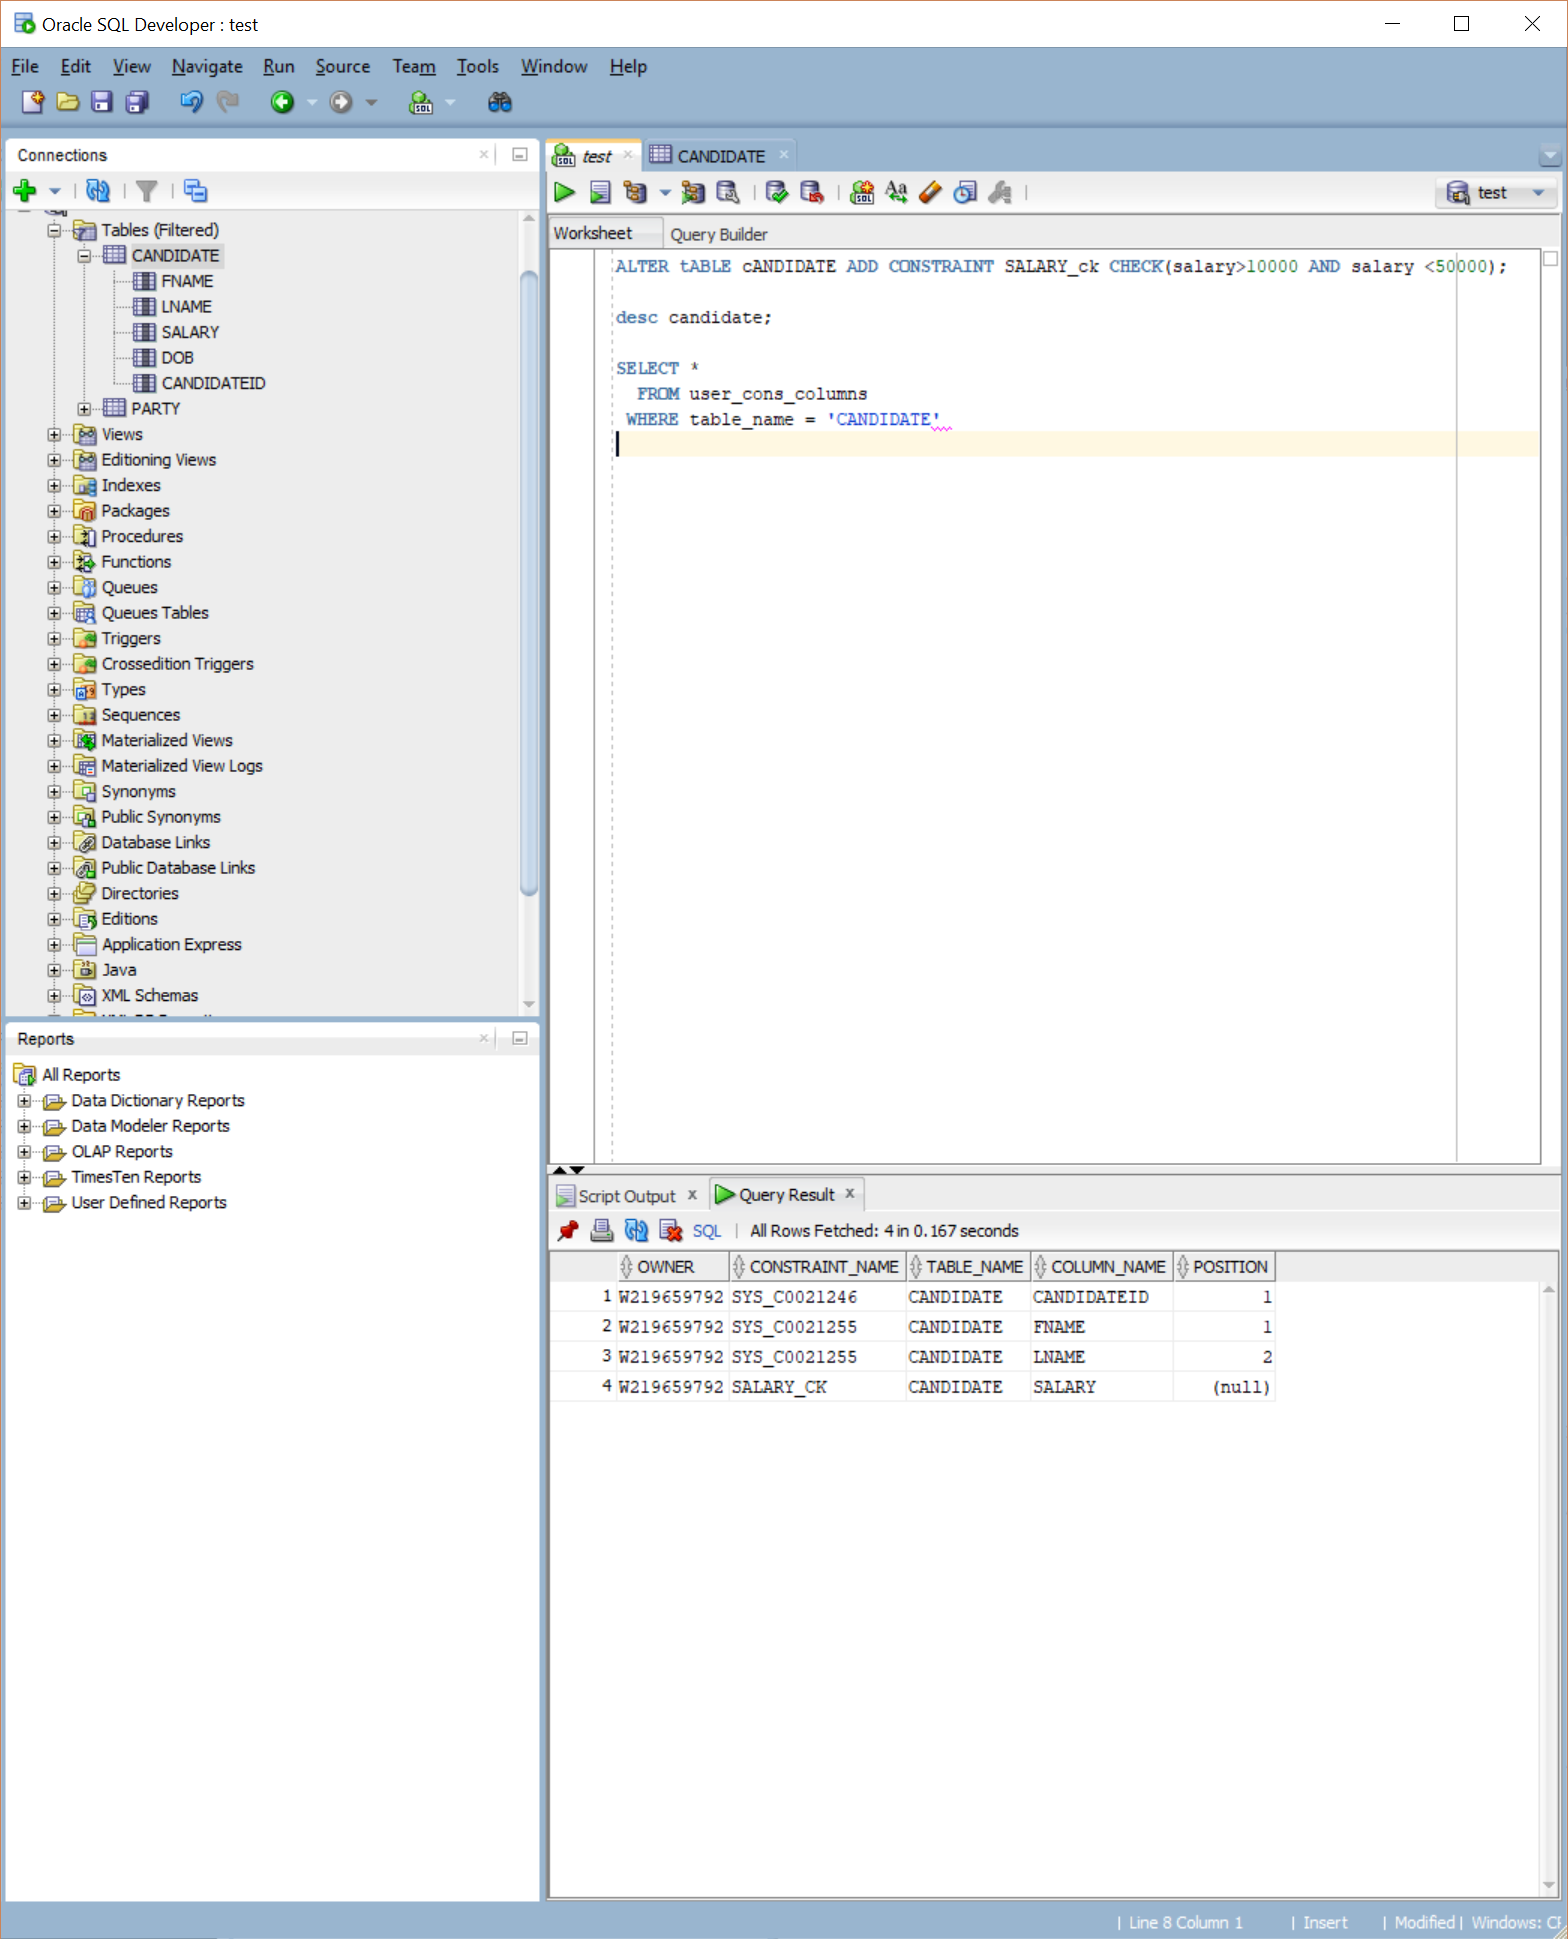 Oracle SQL Developer : test
File Edit View Navigate Run Source Team Tools Window Help
Connections
Tables (Filtered)
CANDIDATE
FNAME
LNAME
SALARY
DOB
CANDIDATEID
PARTY
Views
Editioning Views
Indexes
Packages
Procedures
Functions
Queues
Queues Tables
Triggers
Crossedition Triggers
Types
Sequences
Materialized Views
Materialized View Logs
Synonyms
Public Synonyms
Database Links
Public Database Links
Directories
Editions
Application Express
Java
XML Schemas
Reports
All Reports
Data Dictionary Reports
Data Modeler Reports
OLAP Reports
TimesTen Reports
User Defined Reports
test CANDIDATE
test
Worksheet Query Builder
ALTER tABLE cANDIDATE ADD CONSTRAINT SALARY_ck CHECK(salary>10000 AND salary <50000);
desc candidate;
SELECT *
FROM user_cons_columns
WHERE table_name = 'CANDIDATE'
Script Output Query Result
SQL | All Rows Fetched: 4 in 0.167 seconds
OWNER CONSTRAINT_NAME TABLE_NAME COLUMN_NAME POSITION
1 W219659792 SYS_C0021246 CANDIDATE CANDIDATEID 1
2 W219659792 SYS_C0021255 CANDIDATE FNAME 1
3 W219659792 SYS_C0021255 CANDIDATE LNAME 2
4 W219659792 SALARY_CK CANDIDATE SALARY (null)
| Line 8 Column 1 | Insert | Modified | Windows: